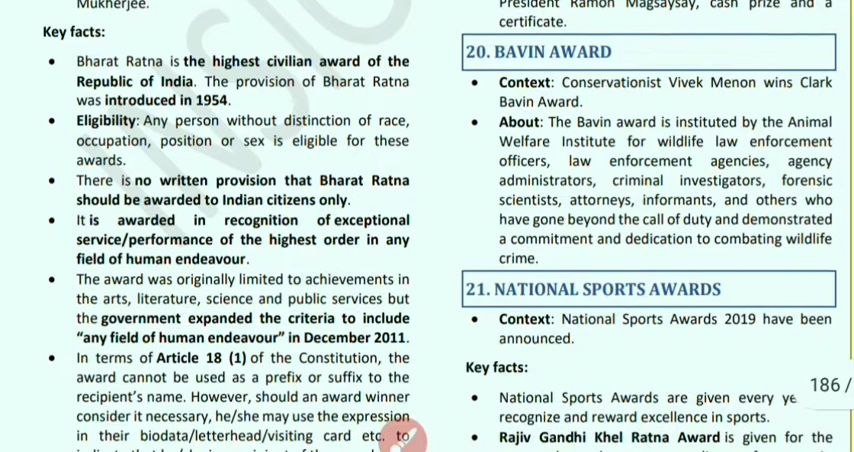 Mukherjee.
Key facts:
• Bharat Ratna is the highest civilian award of the
Republic of India. The provision of Bharat Ratna
was introduced in 1954.
• Eligibility: Any person without distinction of race,
occupation, position or sex is eligible for these
awards.
• There is no written provision that Bharat Ratna
should be awarded to Indian citizens only.
• It is awarded in recognition of exceptional
service/performance of the highest order in any
field of human endeavour.
• The award was originally limited to achievements in
the arts, literature, science and public services but
the government expanded the criteria to include
“any field of human endeavour” in December 2011.
• In terms of Article 18 (1) of the Constitution, the
award cannot be used as a prefix or suffix to the
recipient’s name. However, should an award winner
consider it necessary, he/she may use the expression
in their biodata/letterhead/visiting card etc. to
President Ramon Magsaysay, cash prize and a
certificate.
20. BAVIN AWARD
• Context: Conservationist Vivek Menon wins Clark
Bavin Award.
• About: The Bavin award is instituted by the Animal
Welfare Institute for wildlife law enforcement
officers, law enforcement agencies, agency
administrators, criminal investigators, forensic
scientists, attorneys, informants, and others who
have gone beyond the call of duty and demonstrated
a commitment and dedication to combating wildlife
crime.
21. NATIONAL SPORTS AWARDS
• Context: National Sports Awards 2019 have been
announced.
Key facts:
• National Sports Awards are given every ye
recognize and reward excellence in sports.
• Rajiv Gandhi Khel Ratna Award is given for the
186 /